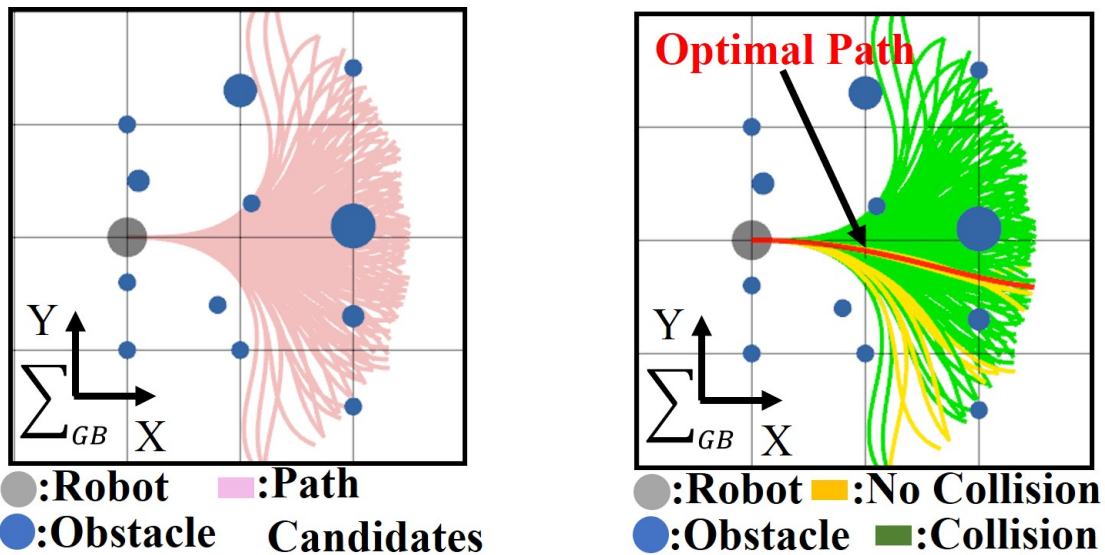 Y
∑GB X
:Robot :Path
:Obstacle Candidates
Optimal Path
Y
∑GB X
:Robot :No Collision
:Obstacle :Collision